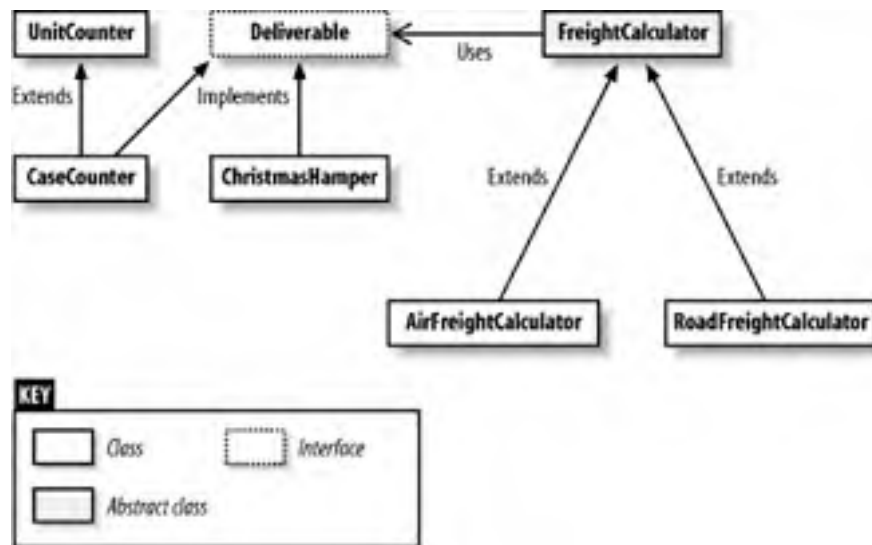 UnitCounter
Deliverable
FreightCalculator
Uses
Extends
Implements
CaseCounter
ChristmasHamper
Extends
Extends
AirFreightCalculator
RoadFreightCalculator
KEY
Class
Interface
Abstract class